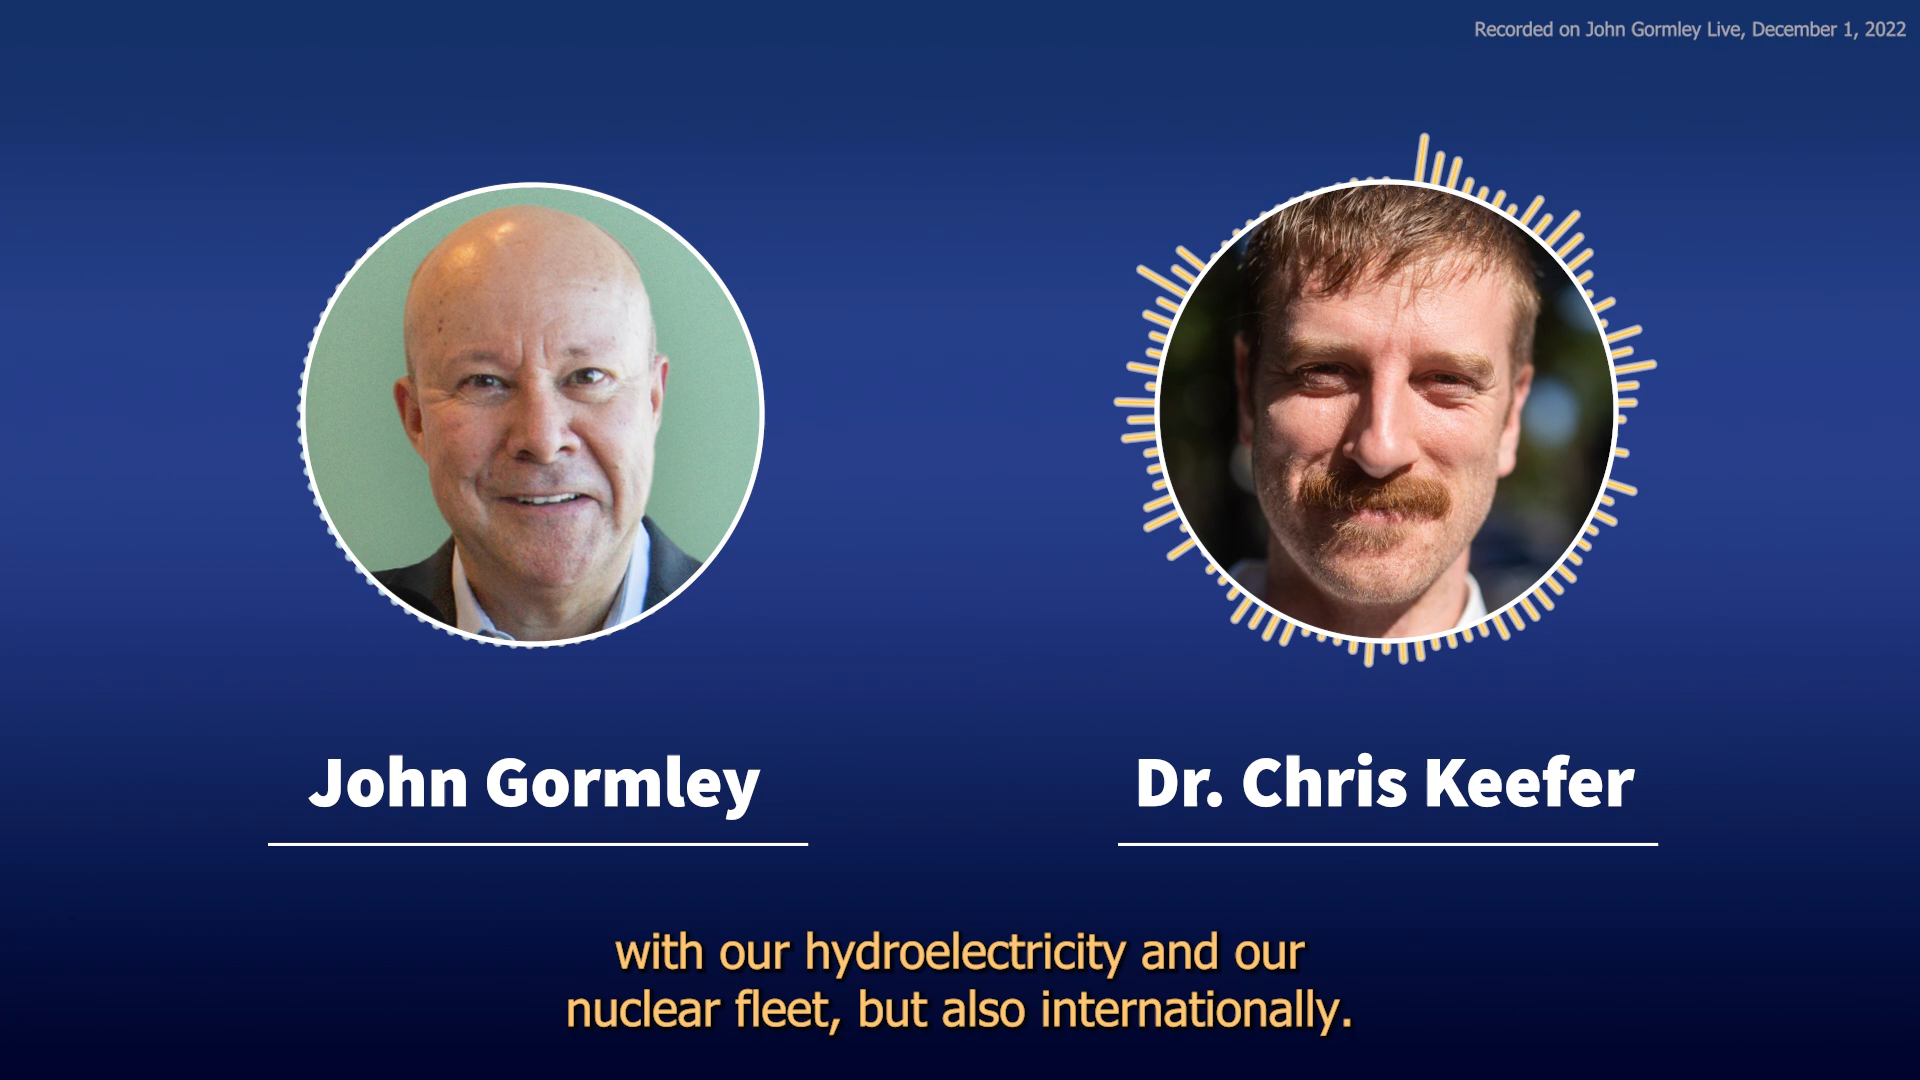 Recorded on John Gormley Live, December 1, 2022
John Gormley
Dr. Chris Keefer
with our hydroelectricity and our
nuclear fleet, but also internationally.